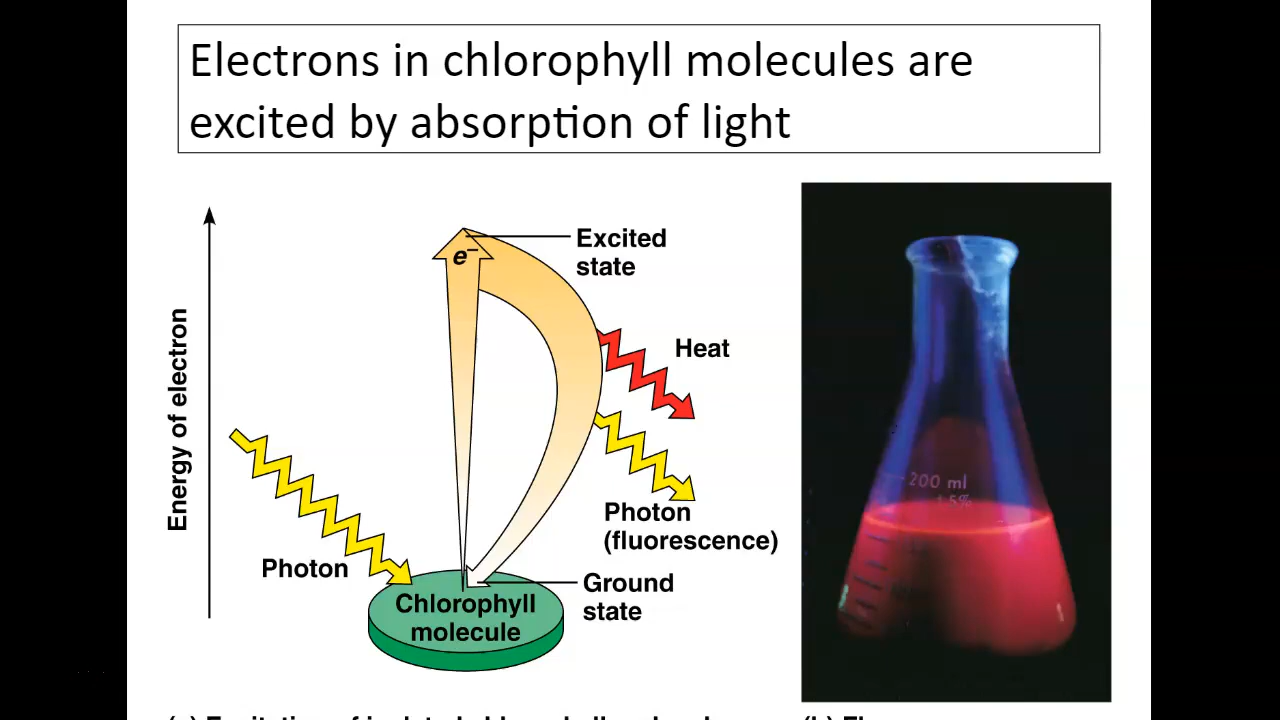 Electrons in chlorophyll molecules are
excited by absorption of light
Energy of electron
e–
Excited
state
Heat
Photon
(fluorescence)
Photon
Ground
state
Chlorophyll
molecule
200 ml
5%